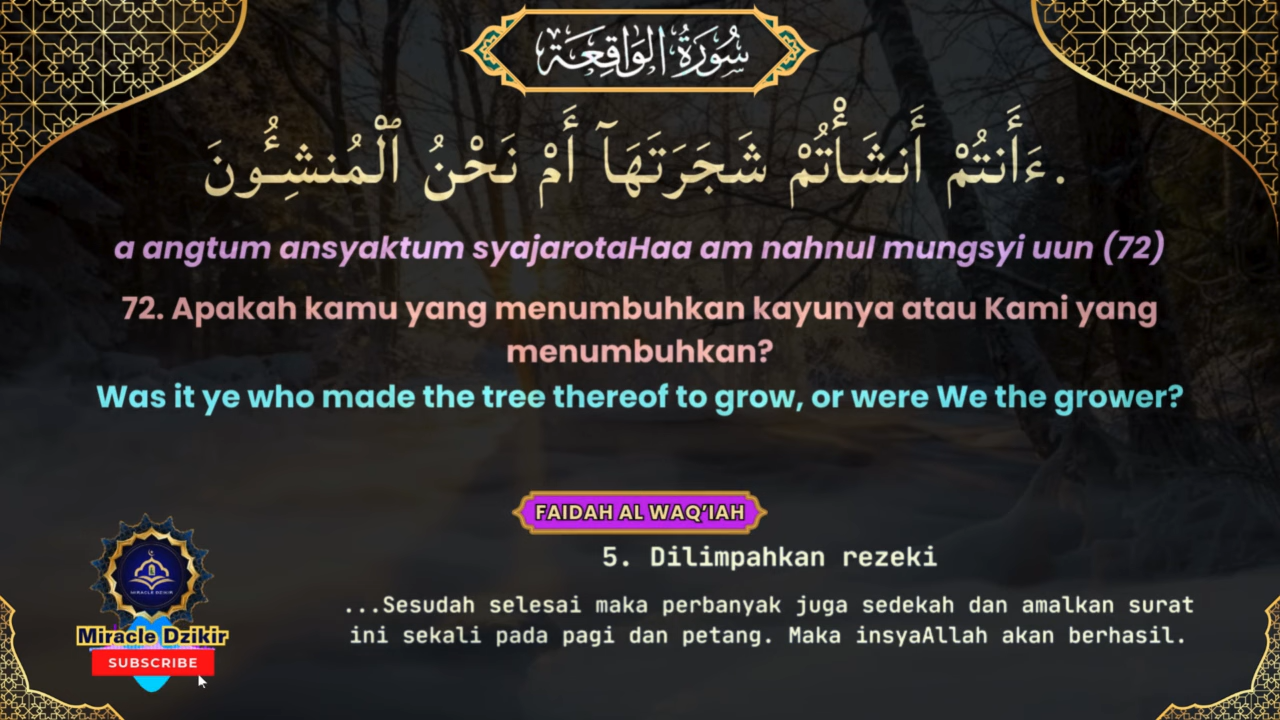 سُورَةُ الوَاقِعَة
ءَأَنتُمْ أَنشَأْتُمْ شَجَرَتَهَآ أَمْ نَحْنُ ٱلْمُنشِـُٔونَ.
a angtum ansyaktum syajarotaHaa am nahnul mungsyi uun (72)
72. Apakah kamu yang menumbuhkan kayunya atau Kami yang
menumbuhkan?
Was it ye who made the tree thereof to grow, or were We the grower?
FAIDAH AL WAQ’IAH
5. Dilimpahkan rezeki
...Sesudah selesai maka perbanyak juga sedekah dan amalkan surat
ini sekali pada pagi dan petang. Maka insyaAllah akan berhasil.
MIRACLE DZIKIR
Miracle Dzikir
SUBSCRIBE